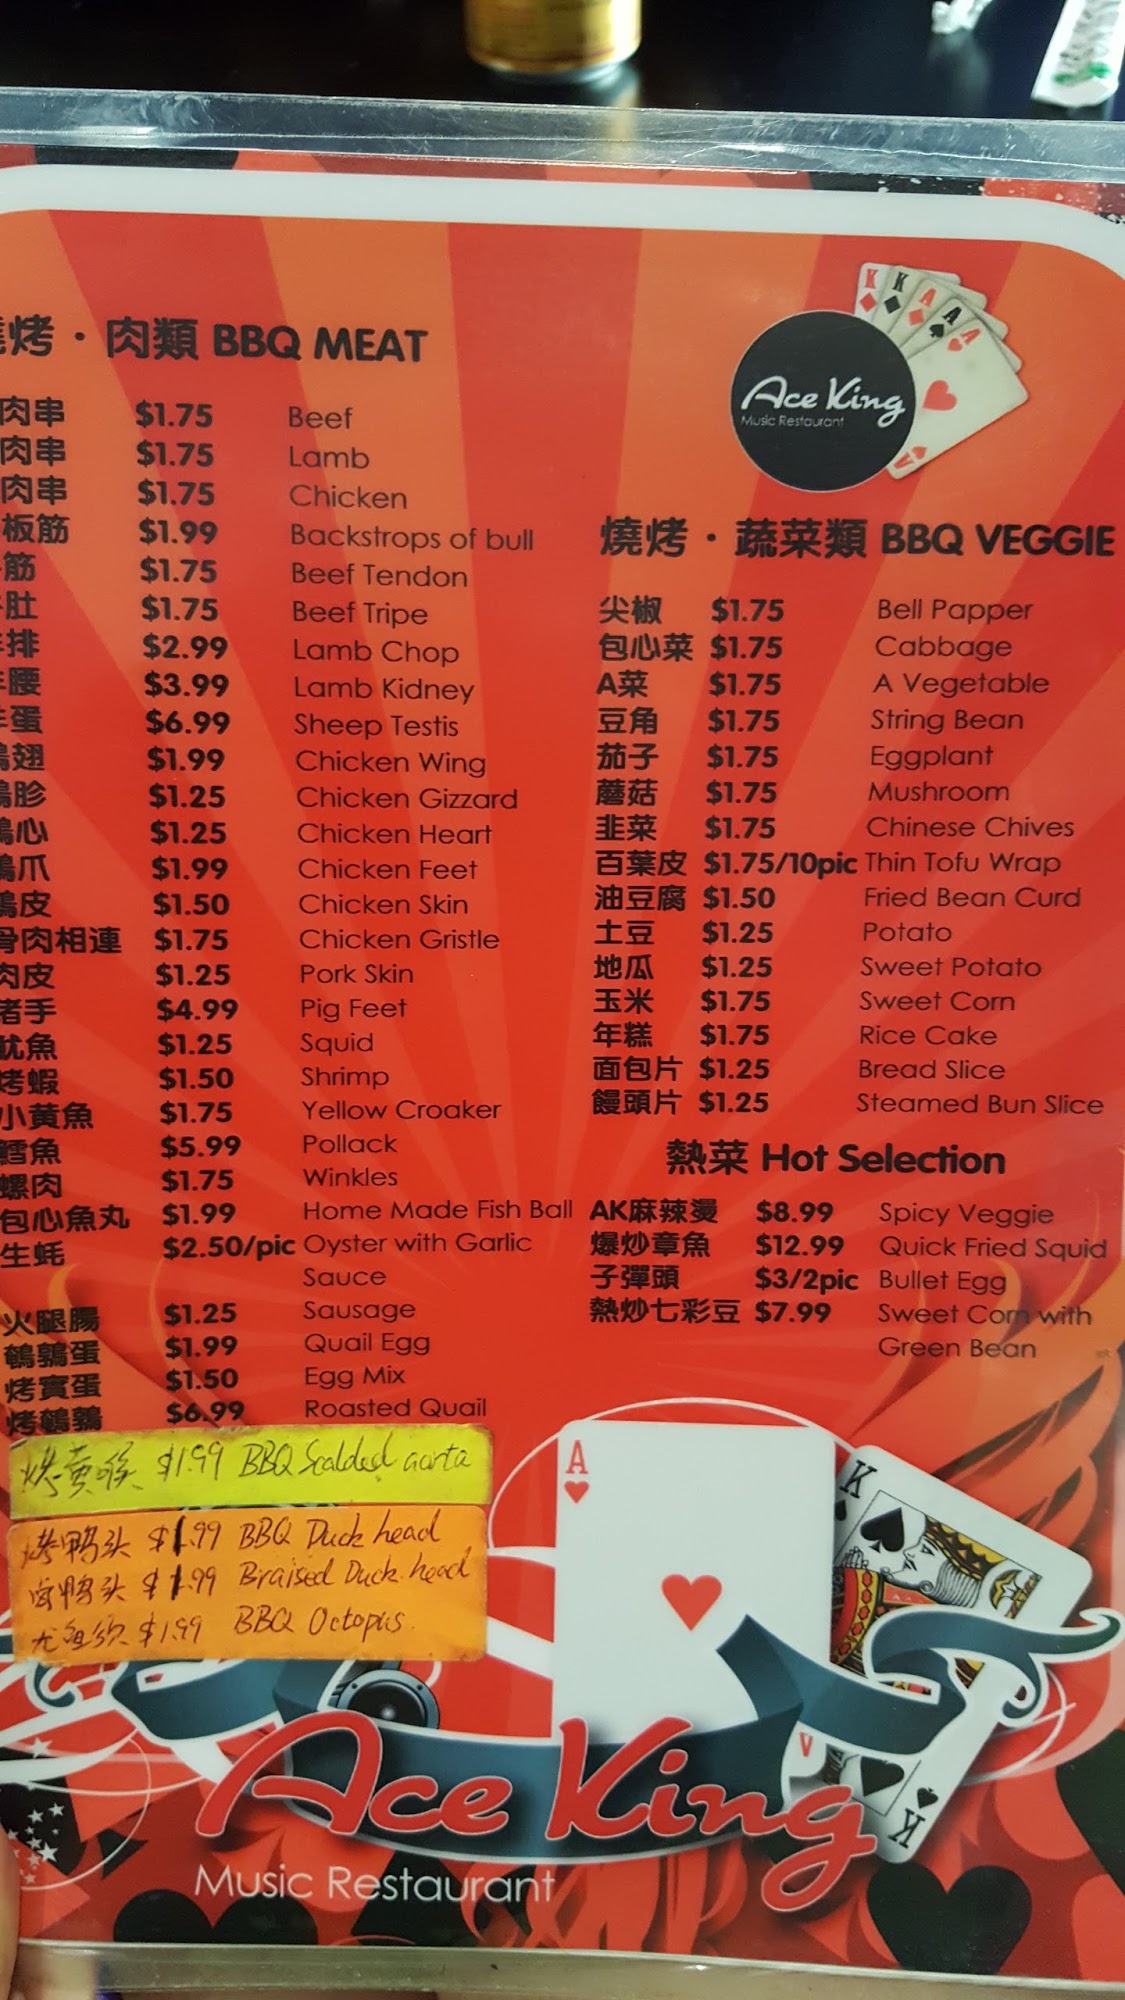 烤·肉類 BBQ MEAT
肉串 $1.75 Beef
肉串 $1.75 Lamb
肉串 $1.75 Chicken
板筋 $1.99 Backstrops of bull
筋 $1.75 Beef Tendon
肚 $1.75 Beef Tripe
排 $2.99 Lamb Chop
腰 $3.99 Lamb Kidney
蛋 $6.99 Sheep Testis
翅 $1.99 Chicken Wing
胗 $1.25 Chicken Gizzard
心 $1.25 Chicken Heart
爪 $1.99 Chicken Feet
皮 $1.50 Chicken Skin
骨肉相連 $1.75 Chicken Gristle
肉皮 $1.25 Pork Skin
豬手 $4.99 Pig Feet
魷魚 $1.25 Squid
烤蝦 $1.50 Shrimp
小黄魚 $1.75 Yellow Croaker
鱈魚 $5.99 Pollack
螺肉 $1.75 Winkles
包心魚丸 $1.99 Home Made Fish Ball
生蚝 $2.50/pic Oyster with Garlic
Sauce
火腿腸 $1.25 Sausage
鵪鶉蛋 $1.99 Quail Egg
烤實蛋 $1.50 Egg Mix
烤鵪鶉 $6.99 Roasted Quail
烤黄喉 $1.99 BBQ Scalded aorta
烤鸭头 $1.99 BBQ Duck head
$1.99 Braised Duck head
$1.99 BBQ Octopus.
K K A A A
Ace King
Music Restaurant
燒烤·蔬菜類 BBQ VEGGIE
尖椒 $1.75 Bell Papper
包心菜 $1.75 Cabbage
A菜 $1.75 A Vegetable
豆角 $1.75 String Bean
茄子 $1.75 Eggplant
蘑菇 $1.75 Mushroom
韭菜 $1.75 Chinese Chives
百葉皮 $1.75/10pic Thin Tofu Wrap
油豆腐 $1.50 Fried Bean Curd
土豆 $1.25 Potato
地瓜 $1.25 Sweet Potato
玉米 $1.75 Sweet Corn
年糕 $1.75 Rice Cake
面包片 $1.25 Bread Slice
饅頭片 $1.25 Steamed Bun Slice
熱菜 Hot Selection
AK麻辣燙 $8.99 Spicy Veggie
爆炒章魚 $12.99 Quick Fried Squid
子彈頭 $3/2pic Bullet Egg
熱炒七彩豆 $7.99 Sweet Corn with
Green Bean
A
K
K
Ace King
Music Restaurant